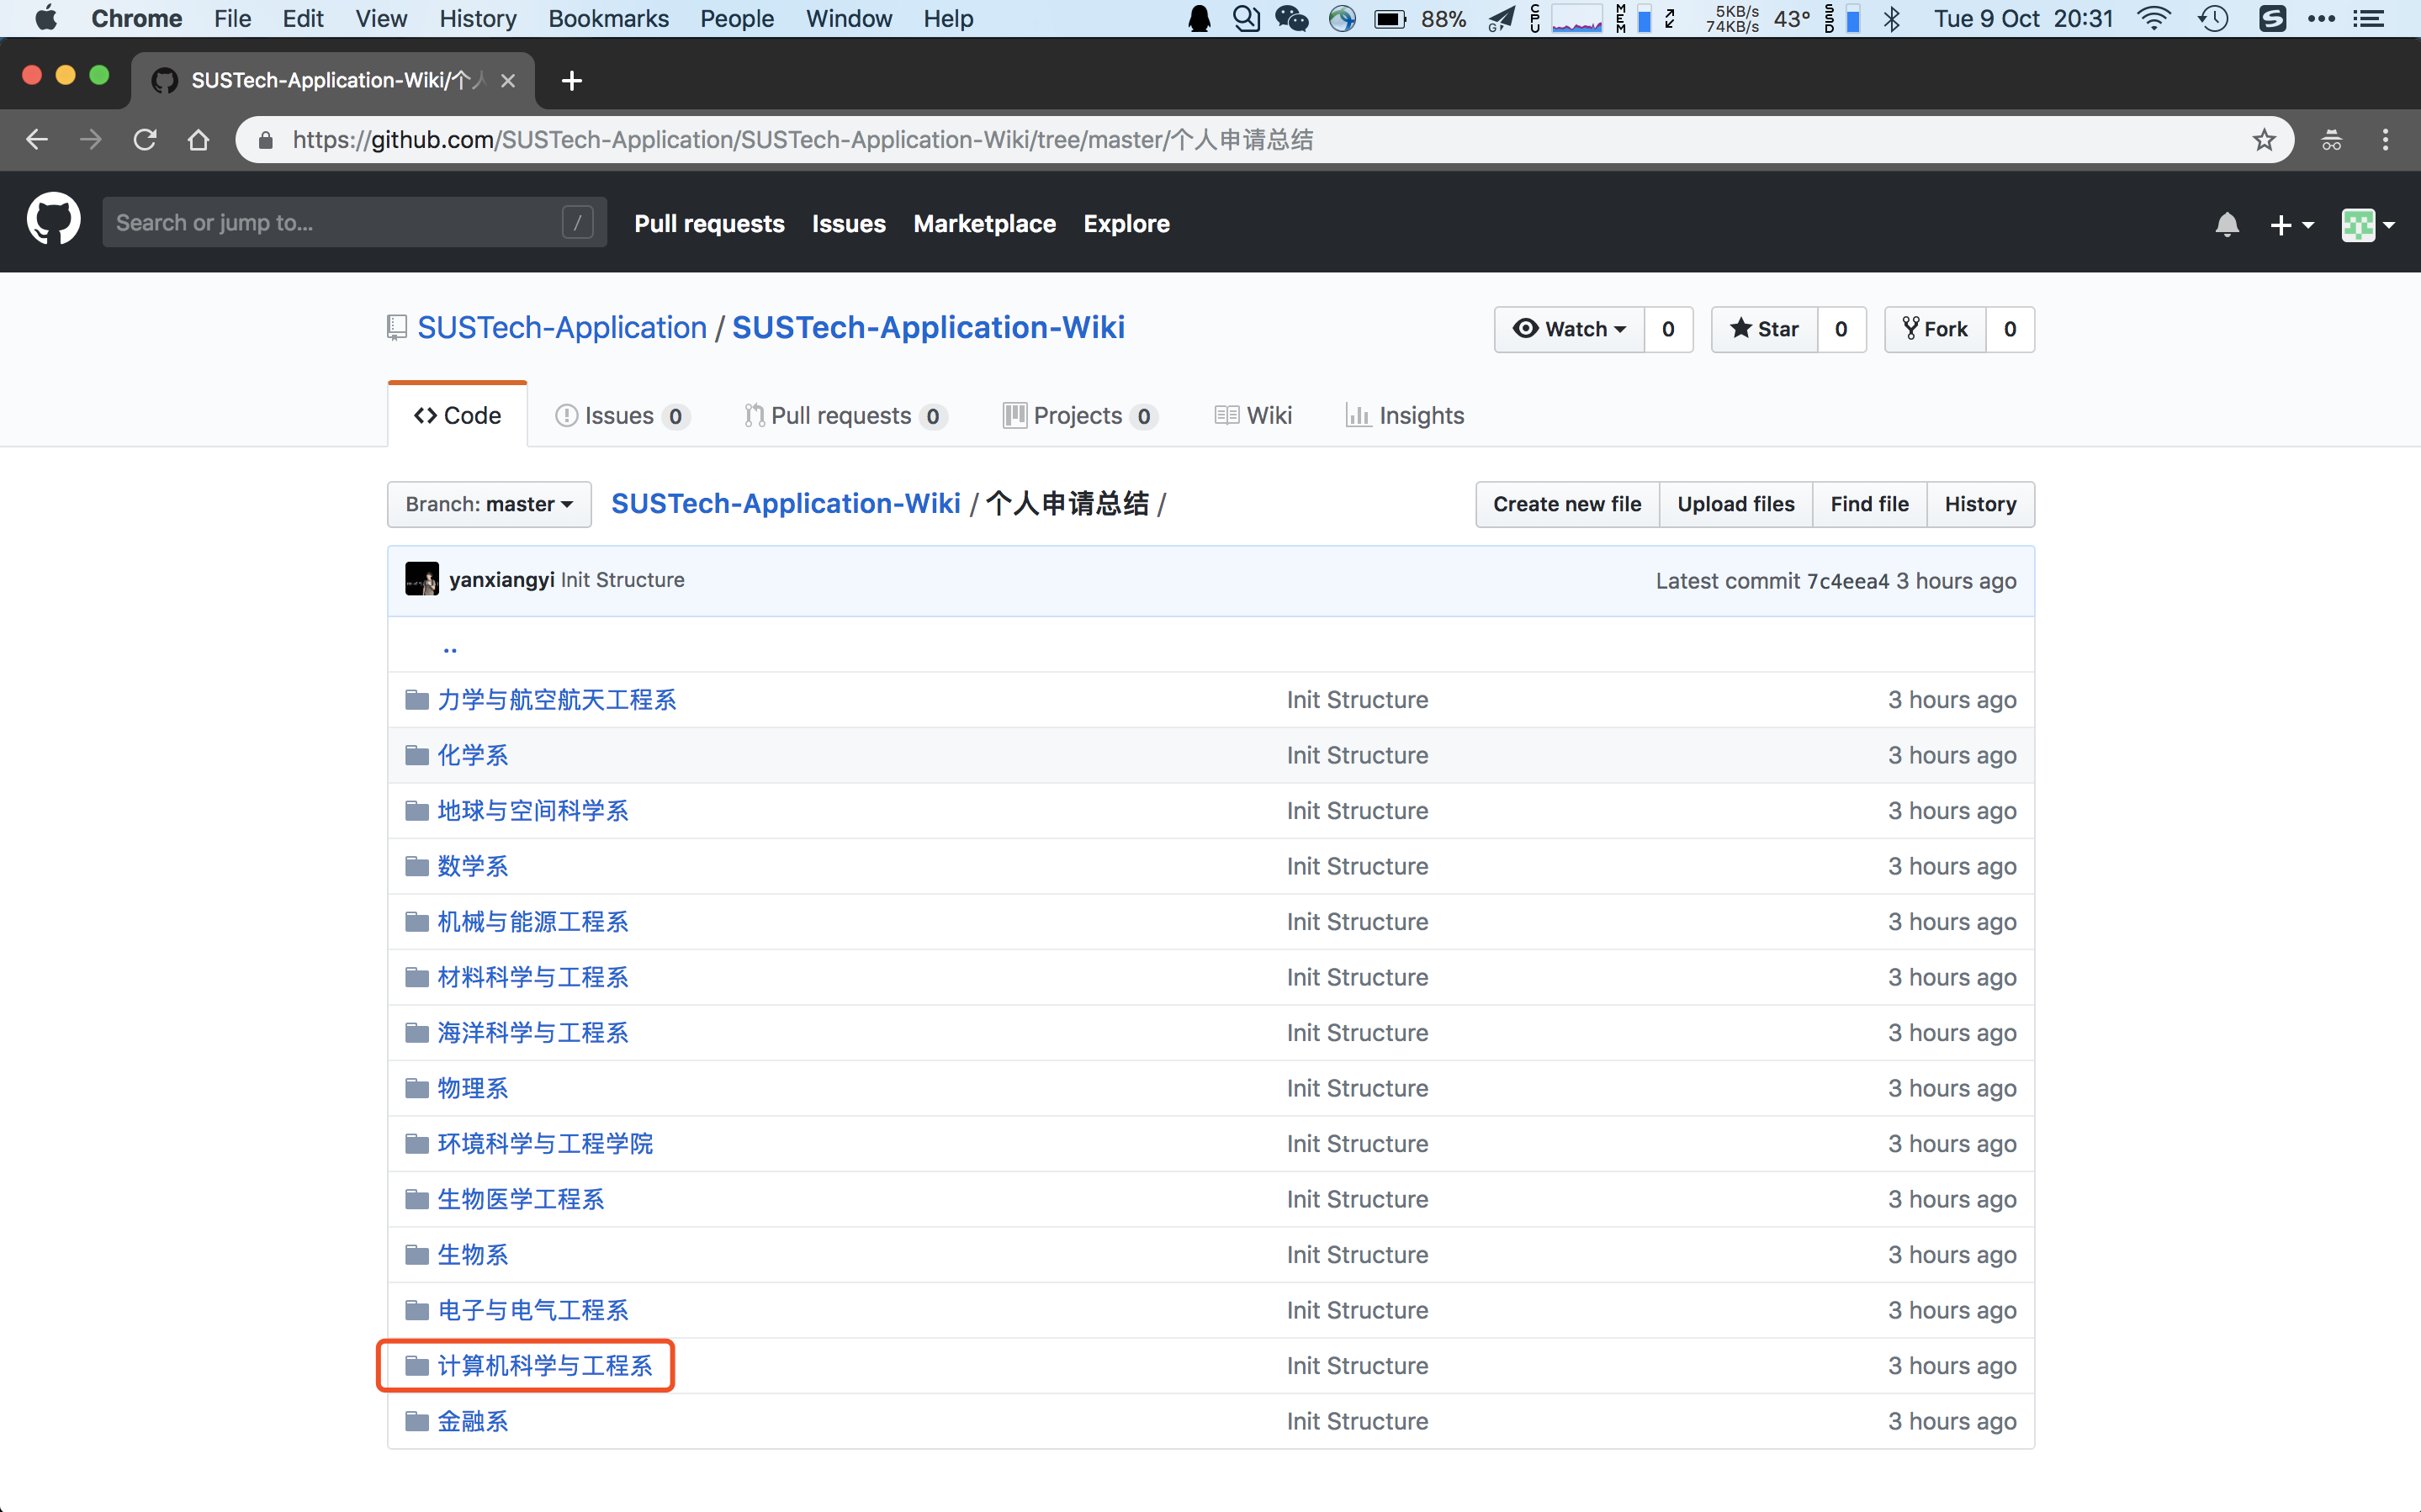 Chrome File Edit View History Bookmarks People Window Help 88% CPU MEM 5KB/s 74KB/s 43° SSD Tue 9 Oct 20:31
SUSTech-Application-Wiki/个人
https://github.com/SUSTech-Application/SUSTech-Application-Wiki/tree/master/个人申请总结
Search or jump to... / Pull requests Issues Marketplace Explore
SUSTech-Application / SUSTech-Application-Wiki Watch 0 Star 0 Fork 0
Code Issues 0 Pull requests 0 Projects 0 Wiki Insights
Branch: master SUSTech-Application-Wiki / 个人申请总结 / Create new file Upload files Find file History
yanxiangyi Init Structure Latest commit 7c4eea4 3 hours ago
..
力学与航空航天工程系 Init Structure 3 hours ago
化学系 Init Structure 3 hours ago
地球与空间科学系 Init Structure 3 hours ago
数学系 Init Structure 3 hours ago
机械与能源工程系 Init Structure 3 hours ago
材料科学与工程系 Init Structure 3 hours ago
海洋科学与工程系 Init Structure 3 hours ago
物理系 Init Structure 3 hours ago
环境科学与工程学院 Init Structure 3 hours ago
生物医学工程系 Init Structure 3 hours ago
生物系 Init Structure 3 hours ago
电子与电气工程系 Init Structure 3 hours ago
计算机科学与工程系 Init Structure 3 hours ago
金融系 Init Structure 3 hours ago